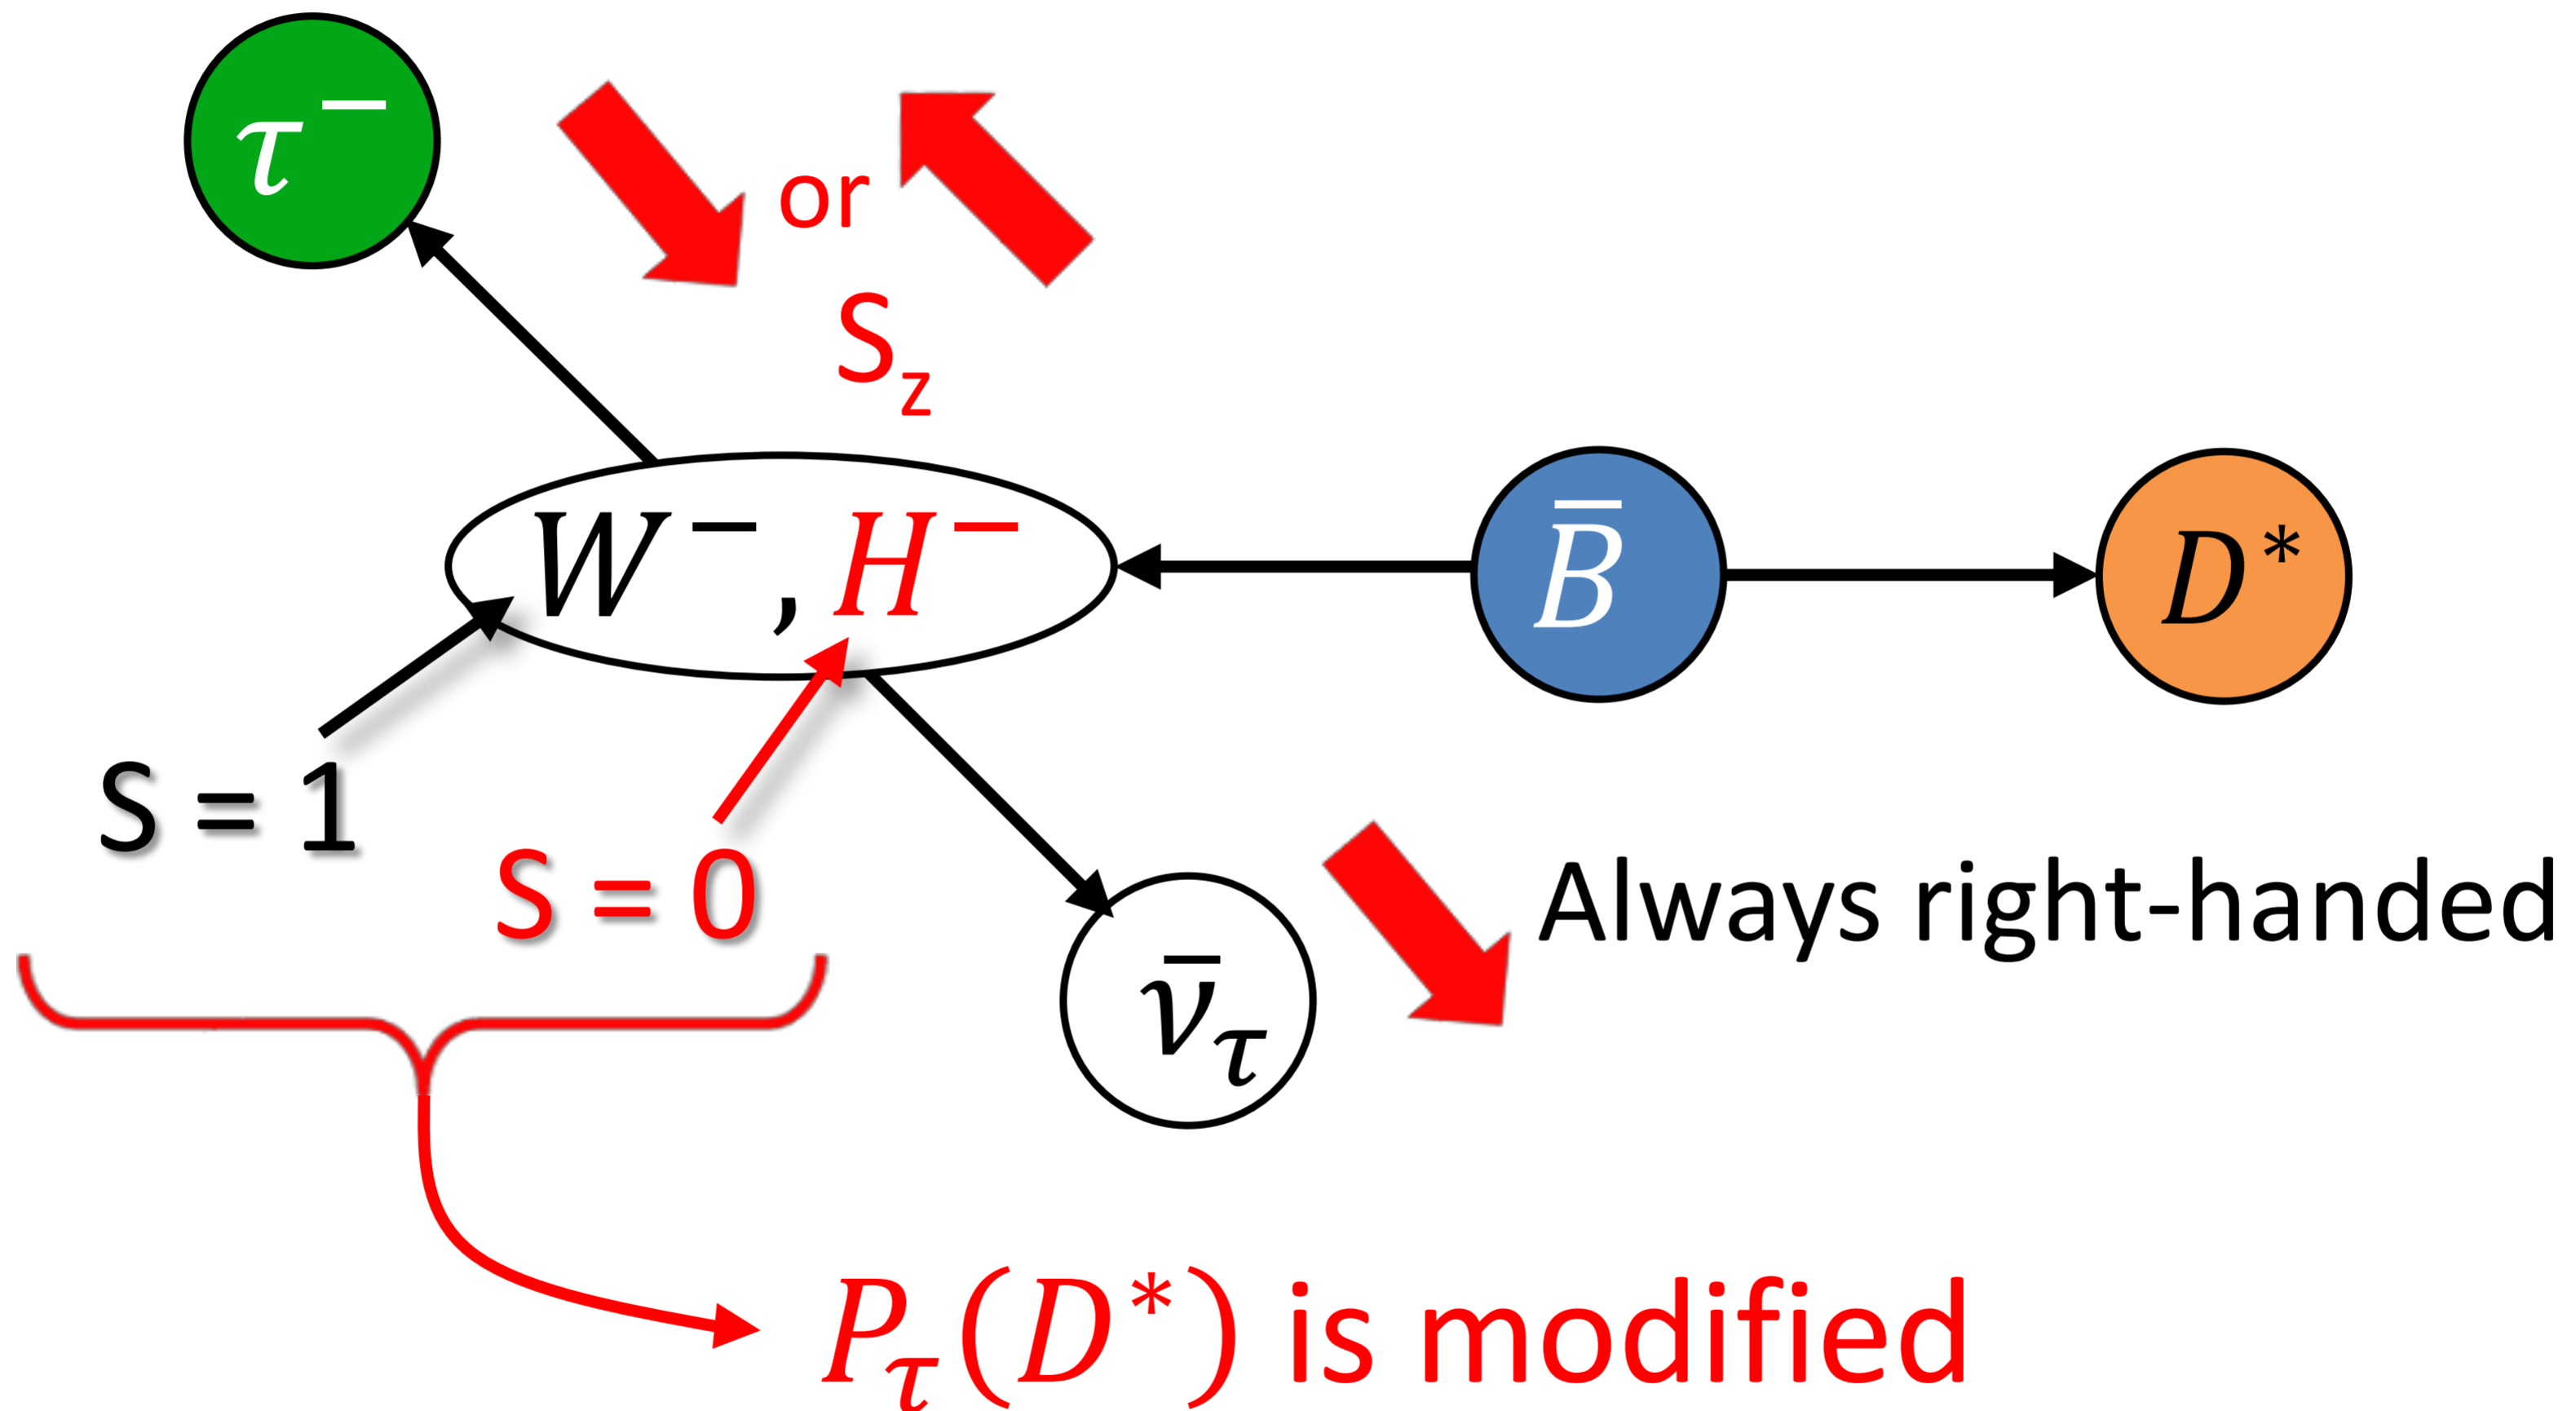 τ⁻
or
S_z
W⁻, H⁻
B̄
D*
S = 1
S = 0
Always right-handed
ν̄_τ
P_τ(D*) is modified